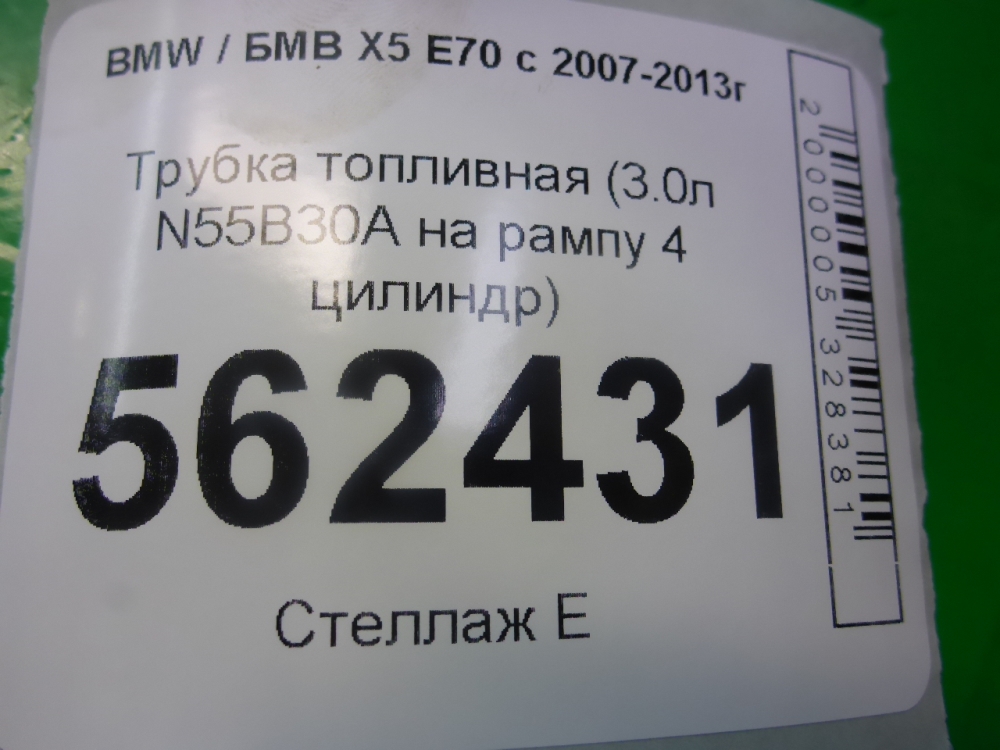 BMW / БМВ X5 E70 с 2007-2013г
Трубка топливная (3.0л
N55B30A на рампу 4
цилиндр)
562431
Стеллаж Е
2000005328381